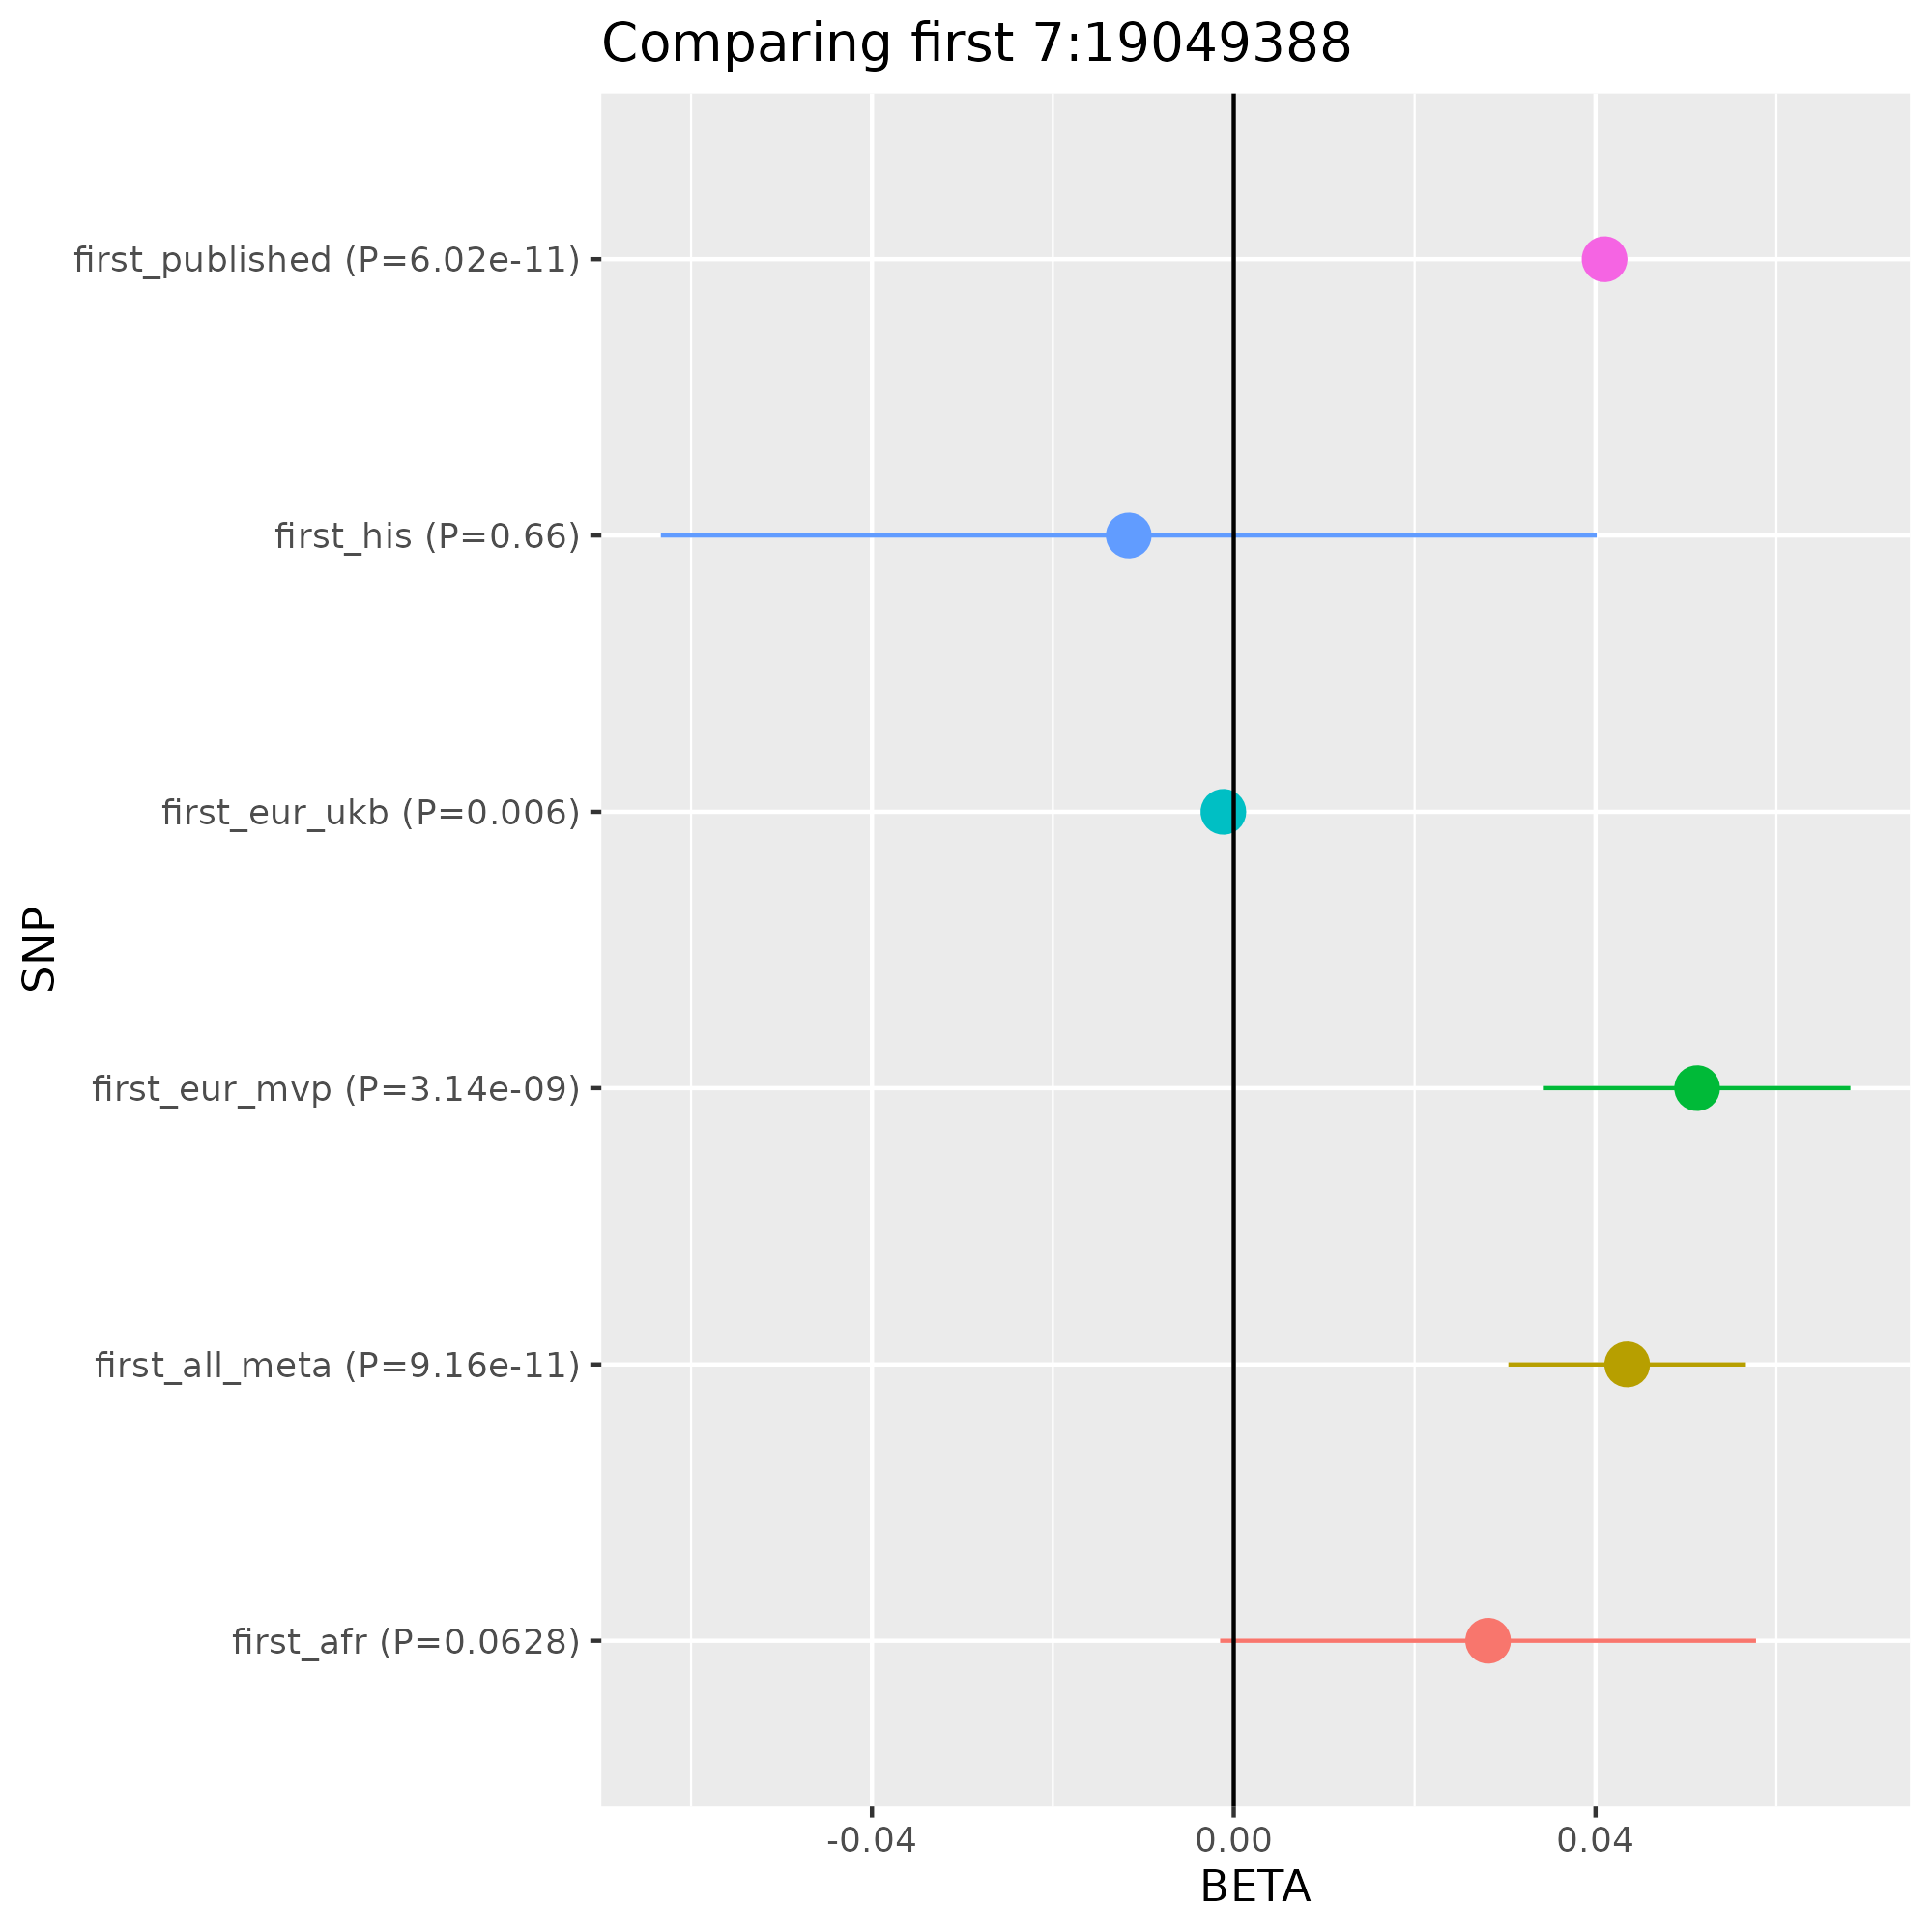 Comparing first 7:19049388
first_published (P=6.02e-11)
first_his (P=0.66)
first_eur_ukb (P=0.006)
SNP
first_eur_mvp (P=3.14e-09)
first_all_meta (P=9.16e-11)
first_afr (P=0.0628)
-0.04 0.00 0.04
BETA